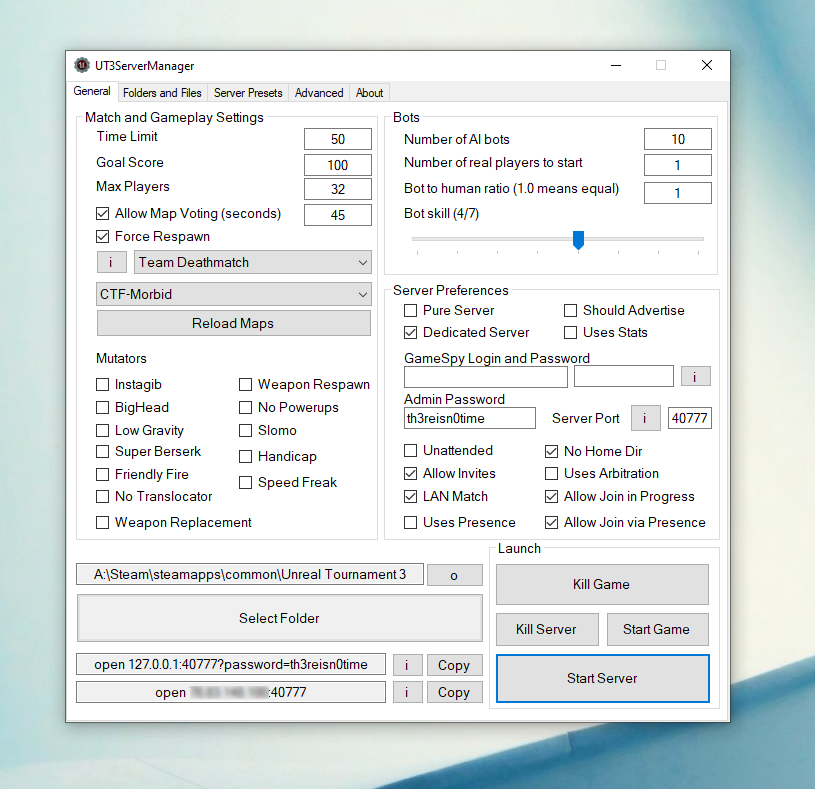 UT3ServerManager
General Folders and Files Server Presets Advanced About
Match and Gameplay Settings
Time Limit 50
Goal Score 100
Max Players 32
Allow Map Voting (seconds) 45
Force Respawn
i Team Deathmatch
CTF-Morbid
Reload Maps
Mutators
Instagib Weapon Respawn
BigHead No Powerups
Low Gravity Slomo
Super Berserk Handicap
Friendly Fire Speed Freak
No Translocator
Weapon Replacement
Bots
Number of AI bots 10
Number of real players to start 1
Bot to human ratio (1.0 means equal) 1
Bot skill (4/7)
Server Preferences
Pure Server Should Advertise
Dedicated Server Uses Stats
GameSpy Login and Password
i
Admin Password
th3reisn0time Server Port i 40777
Unattended No Home Dir
Allow Invites Uses Arbitration
LAN Match Allow Join in Progress
Uses Presence Allow Join via Presence
A:\Steam\steamapps\common\Unreal Tournament 3 o
Select Folder
open 127.0.0.1:40777?password=th3reisn0time i Copy
open :40777 i Copy
Launch
Kill Game
Kill Server Start Game
Start Server